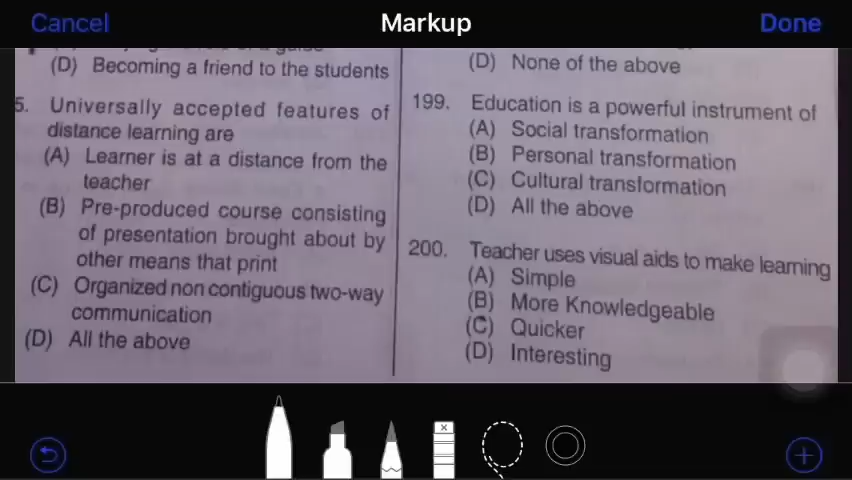 Cancel
Markup
Done
(D) Becoming a friend to the students
5. Universally accepted features of
distance learning are
(A) Learner is at a distance from the
teacher
(B) Pre-produced course consisting
of presentation brought about by
other means that print
(C) Organized non contiguous two-way
communication
(D) All the above
(D) None of the above
199. Education is a powerful instrument of
(A) Social transformation
(B) Personal transformation
(C) Cultural transformation
(D) All the above
200. Teacher uses visual aids to make learning
(A) Simple
(B) More Knowledgeable
(C) Quicker
(D) Interesting